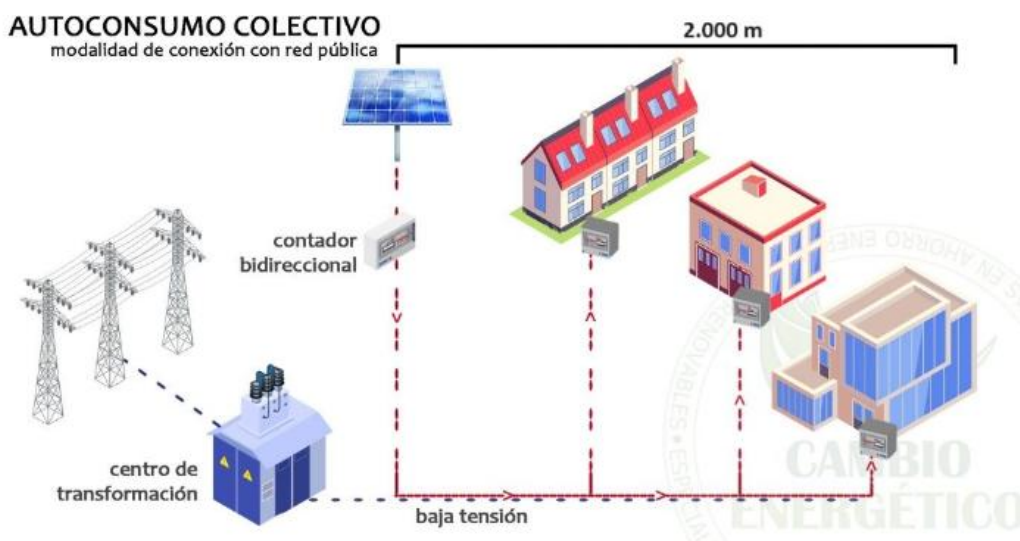 AUTOCONSUMO COLECTIVO
modalidad de conexión con red pública
2.000 m
contador
bidireccional
centro de
transformación
baja tensión
CAMBIO
ENERGÉTICO